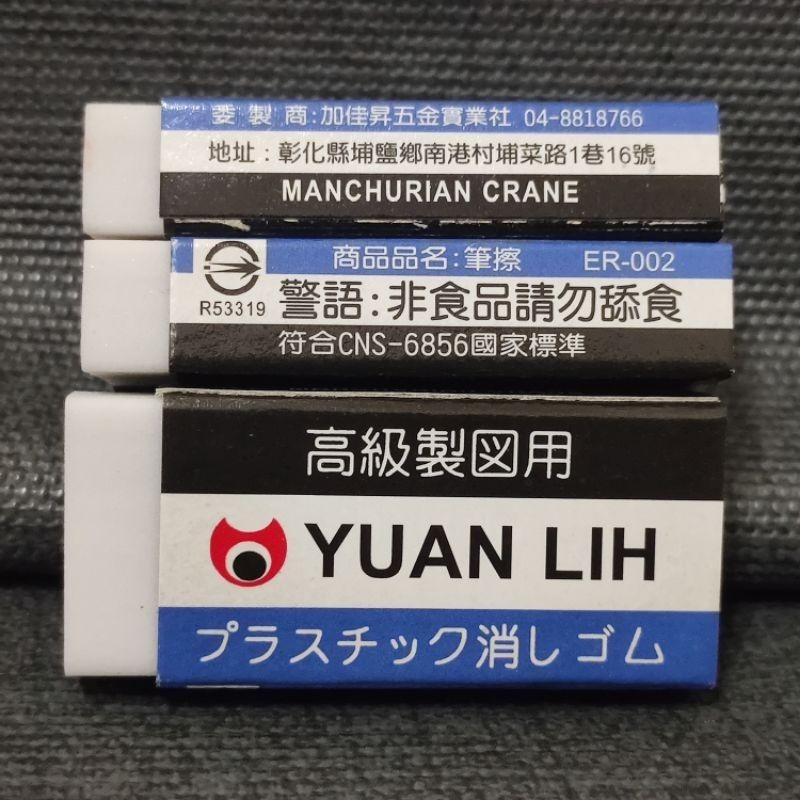 委製商:加佳昇五金實業社 04-8818766
地址:彰化縣埔鹽鄉南港村埔菜路1巷16號
MANCHURIAN CRANE
商品品名:筆擦 ER-002
R53319
警語:非食品請勿舔食
符合CNS-6856國家標準
高級製図用
YUAN LIH
プラスチック消しゴム